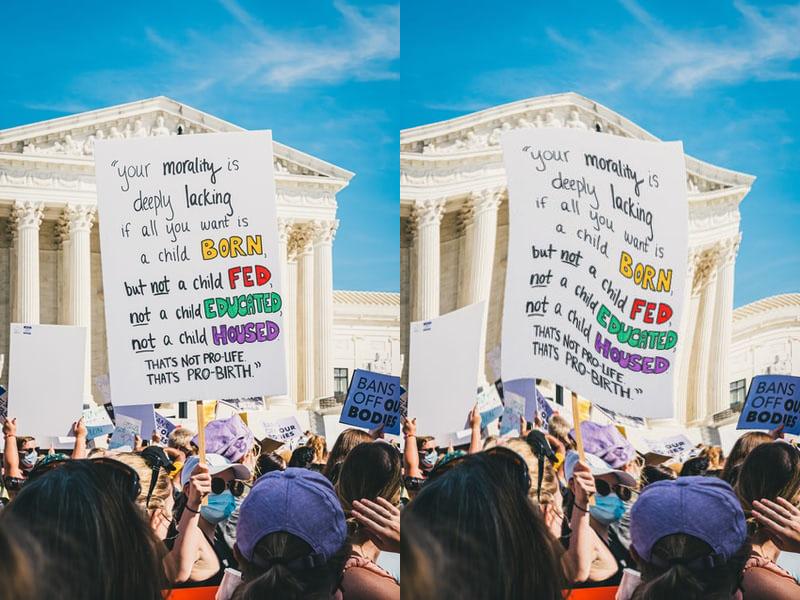 "your morality is
deeply lacking
if all you want is
a child BORN,
but not a child FED,
not a child EDUCATED,
not a child HOUSED
THAT'S NOT PRO-LIFE
THAT'S PRO-BIRTH."
BANS
OFF OU
BODIES
OUR
"your morality is
deeply lacking
if all you want is
a child BORN,
but not a child FED,
not a child EDUCATED,
not a child HOUSED
THAT'S NOT PRO-LIFE
THAT'S PRO-BIRTH."
BANS
OFF OU
BODIES
OUR